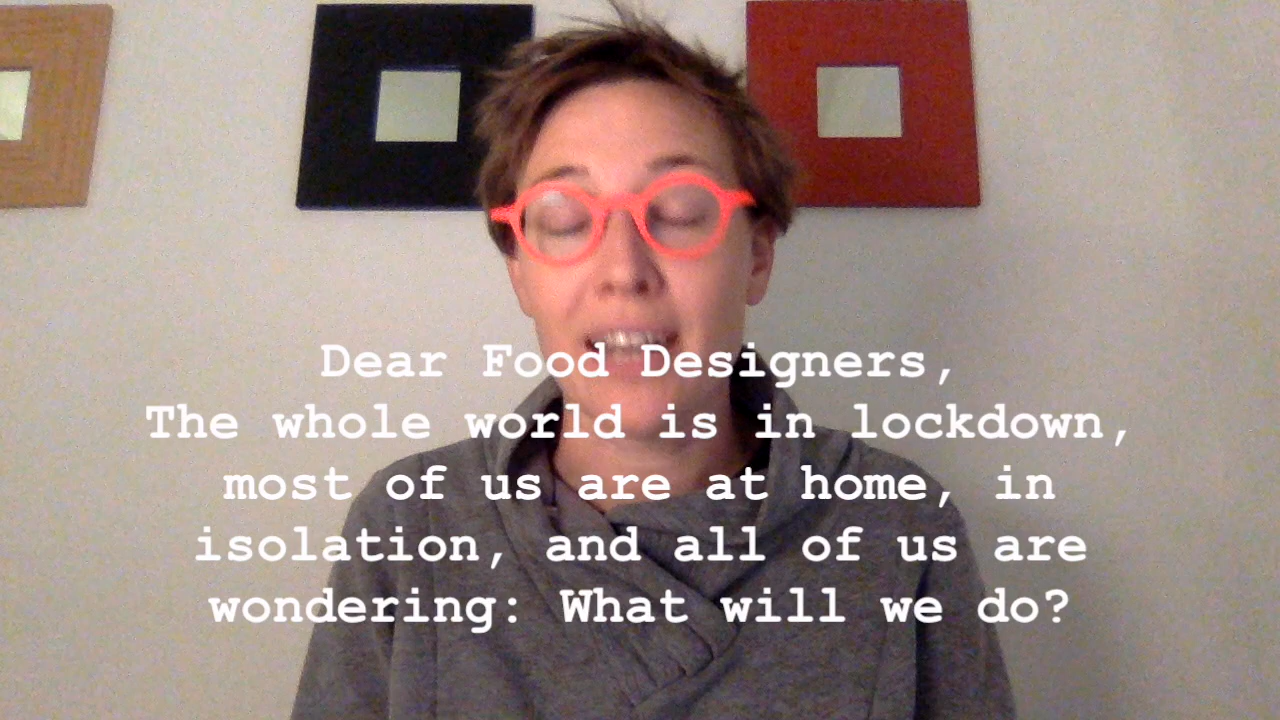 Dear Food Designers,
The whole world is in lockdown,
most of us are at home, in
isolation, and all of us are
wondering: What will we do?